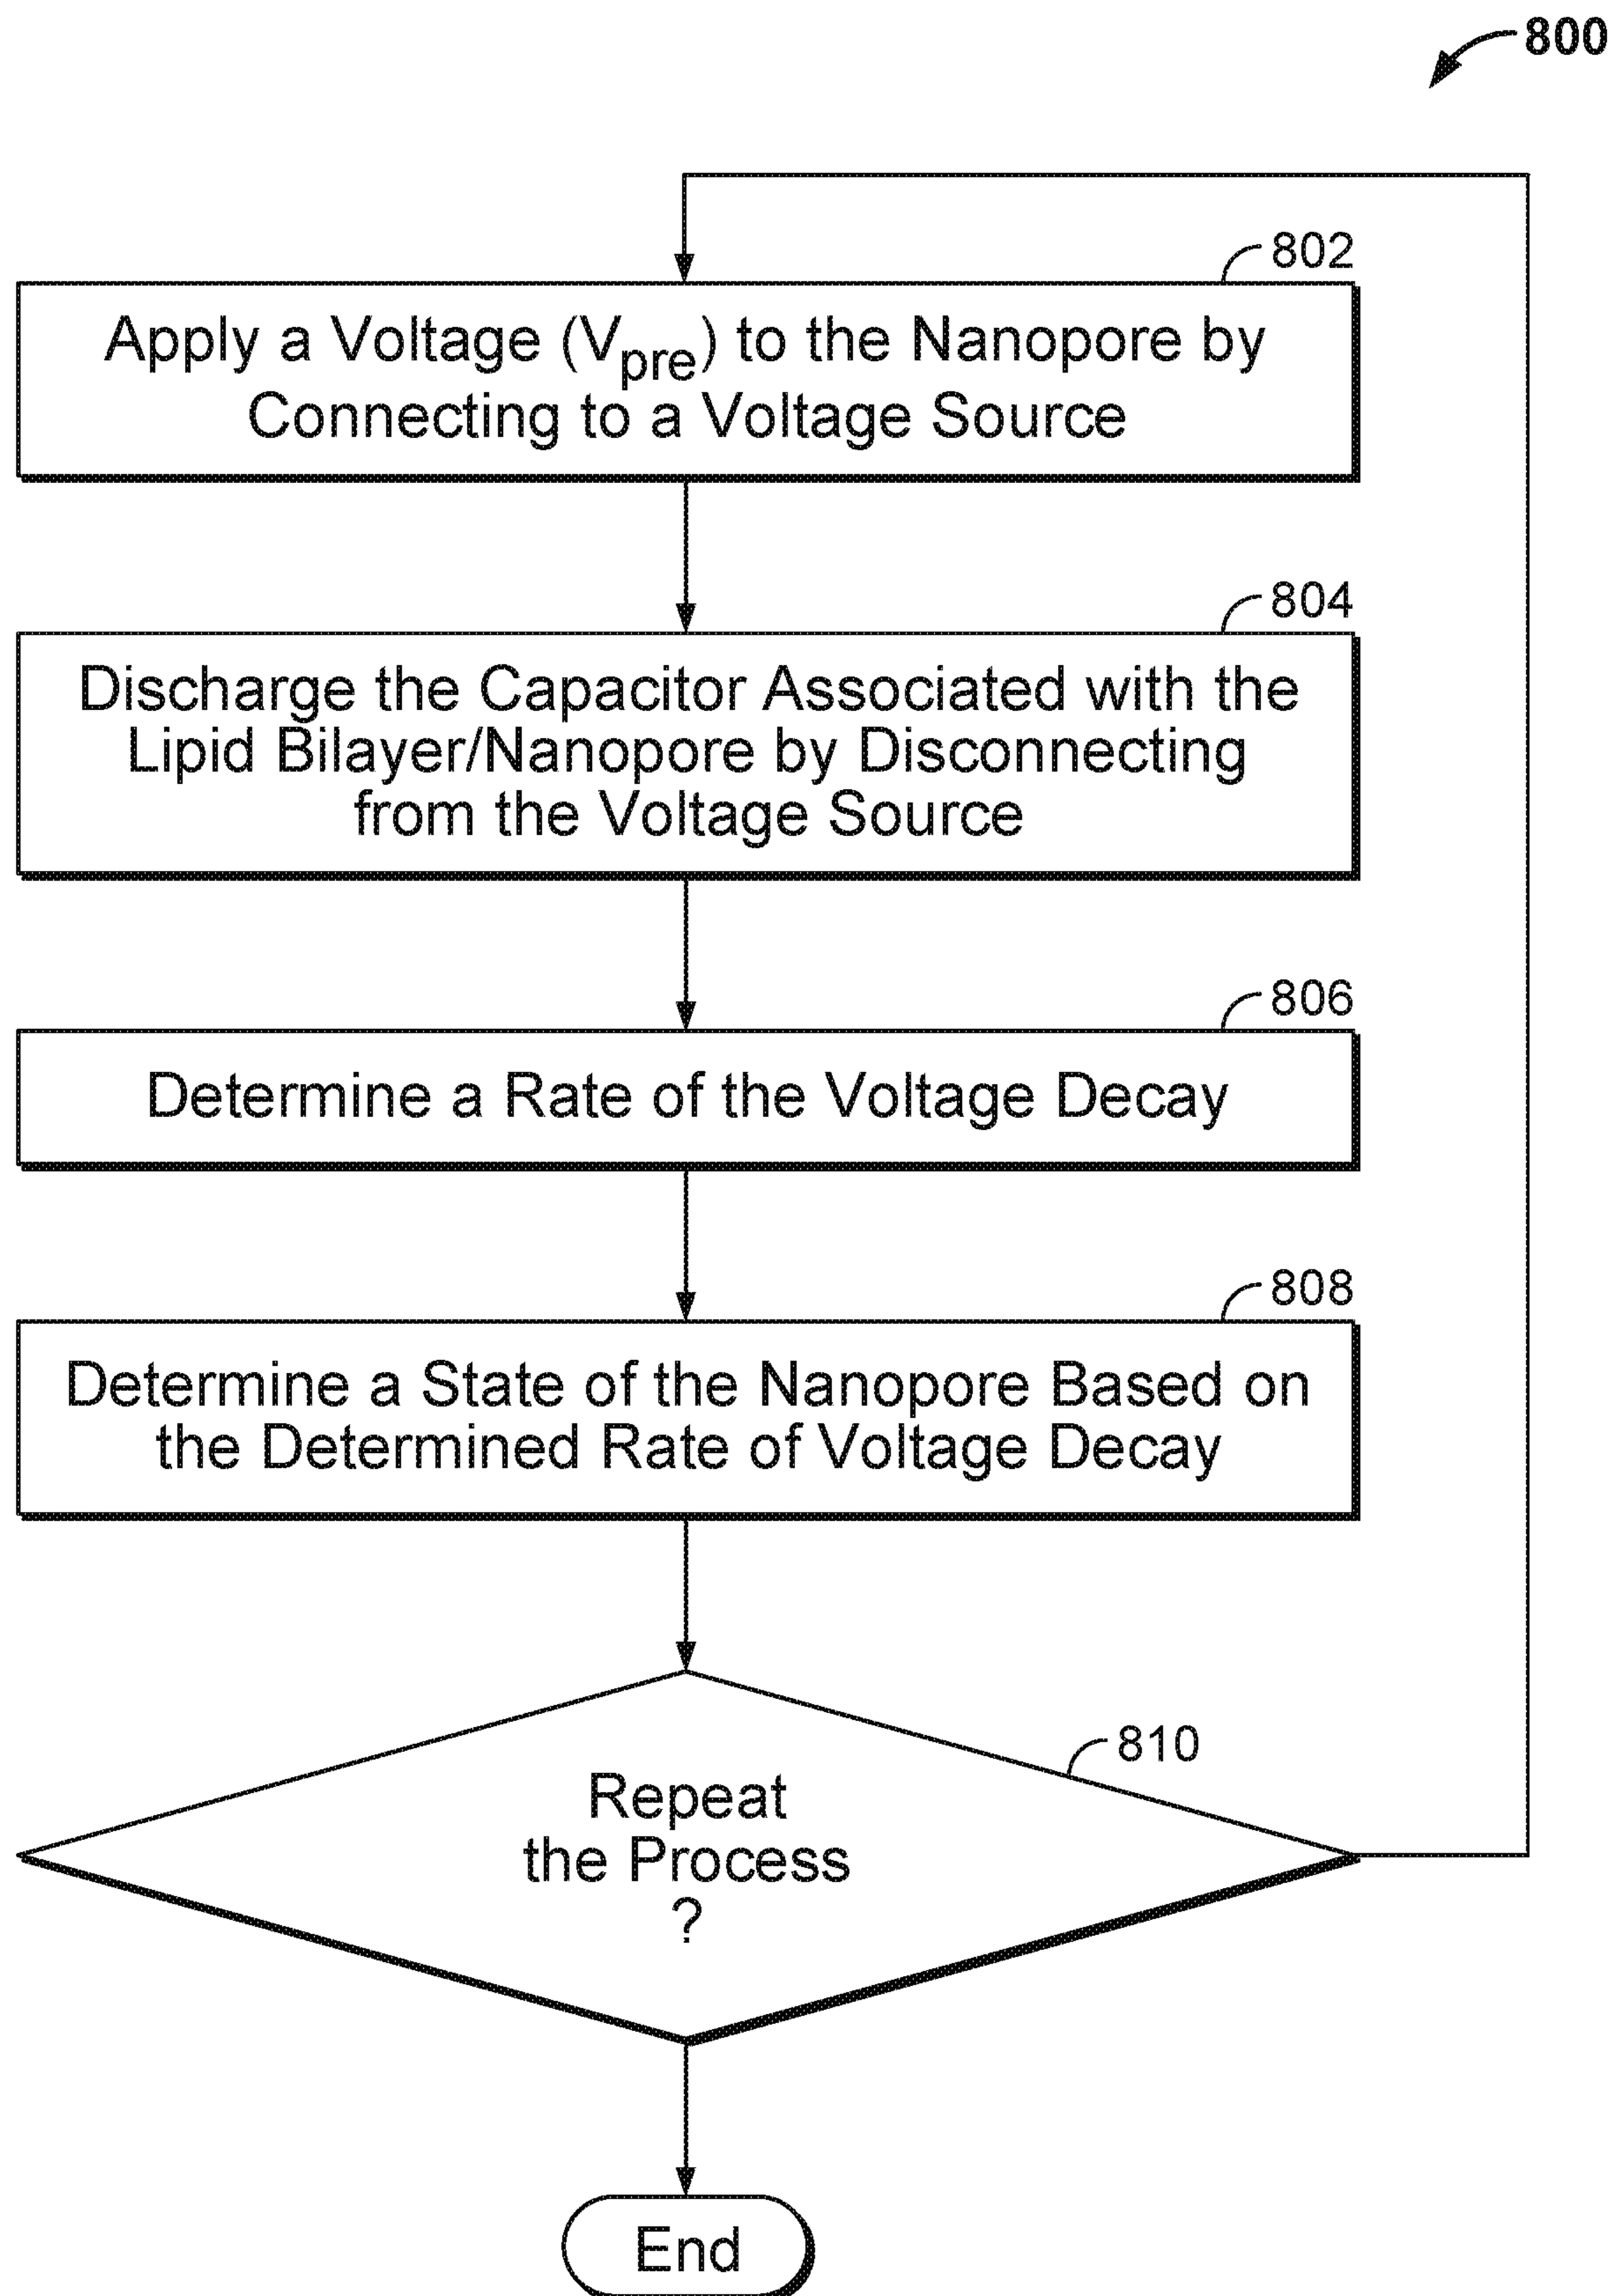 800
802
Apply a Voltage (Vpre) to the Nanopore by
Connecting to a Voltage Source
804
Discharge the Capacitor Associated with the
Lipid Bilayer/Nanopore by Disconnecting
from the Voltage Source
806
Determine a Rate of the Voltage Decay
808
Determine a State of the Nanopore Based on
the Determined Rate of Voltage Decay
810
Repeat
the Process
?
End